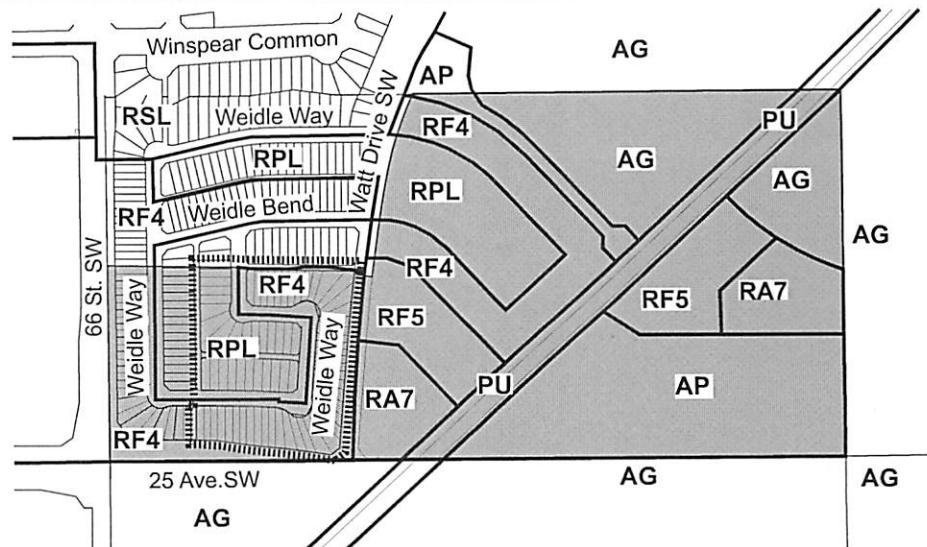 Winspear Common
AG
AP
RSL
Weidle Way
Watt Drive SW
RF4
PU
RPL
AG
AG
RPL
RF4
Weidle Bend
AG
66 St. SW
RF4
RF4
RF5
RA7
Weidle Way
RF5
RPL
Weidle Way
PU
AP
RA7
RF4
25 Ave.SW
AG
AG
AG